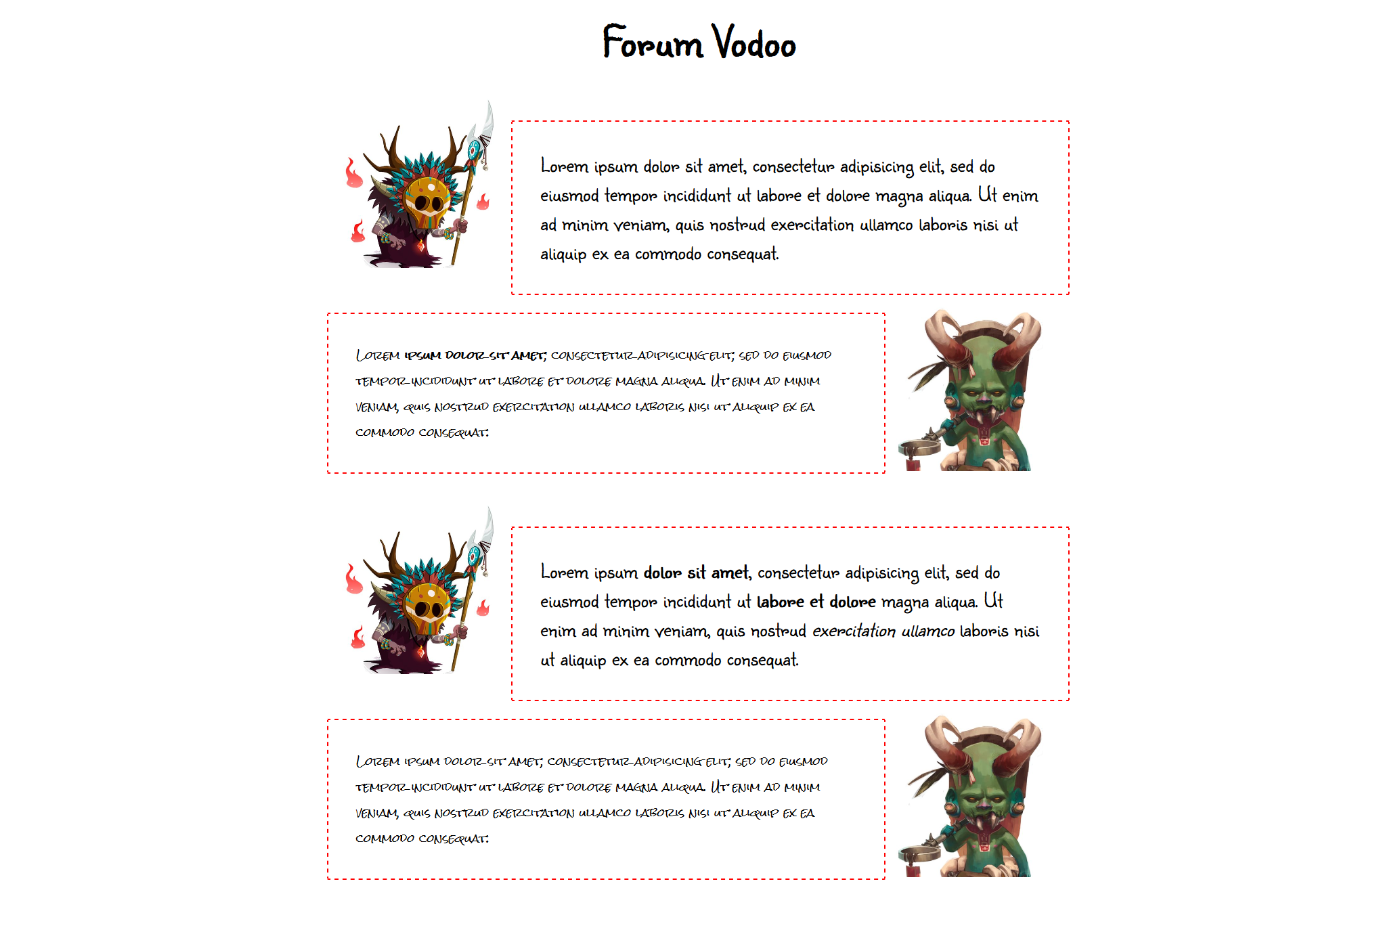 Forum Vodoo
Lorem ipsum dolor sit amet, consectetur adipisicing elit, sed do
eiusmod tempor incididunt ut labore et dolore magna aliqua. Ut enim
ad minim veniam, quis nostrud exercitation ullamco laboris nisi ut
aliquip ex ea commodo consequat.
Lorem ipsum dolor sit amet, consectetur adipisicing elit, sed do eiusmod
tempor incididunt ut labore et dolore magna aliqua. Ut enim ad minim
veniam, quis nostrud exercitation ullamco laboris nisi ut aliquip ex ea
commodo consequat.
Lorem ipsum dolor sit amet, consectetur adipisicing elit, sed do
eiusmod tempor incididunt ut labore et dolore magna aliqua. Ut
enim ad minim veniam, quis nostrud exercitation ullamco laboris nisi
ut aliquip ex ea commodo consequat.
Lorem ipsum dolor sit amet, consectetur adipisicing elit, sed do eiusmod
tempor incididunt ut labore et dolore magna aliqua. Ut enim ad minim
veniam, quis nostrud exercitation ullamco laboris nisi ut aliquip ex ea
commodo consequat.